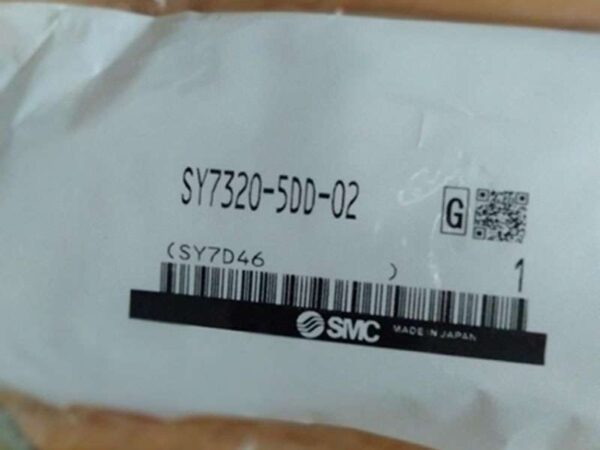 SY7320-5DD-02
G
(SY7D46 )
1
SMC MADE IN JAPAN